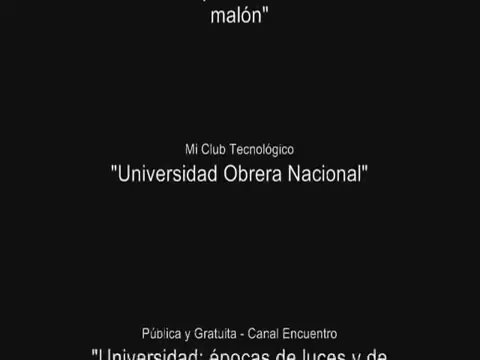 malón"
Mi Club Tecnológico
"Universidad Obrera Nacional"
Pública y Gratuita - Canal Encuentro
"Universidad: épocas de luces y de